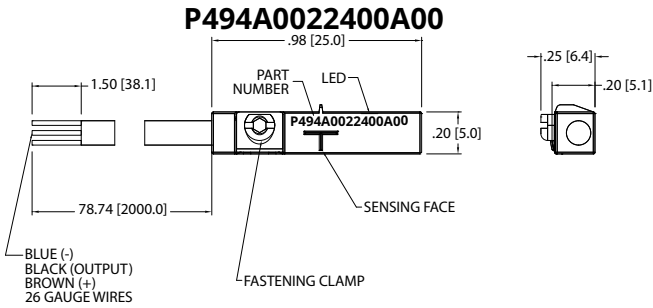 P494A0022400A00
.98 [25.0]
.25 [6.4]
1.50 [38.1]
PART
NUMBER
LED
.20 [5.1]
P494A0022400A00
.20 [5.0]
78.74 [2000.0]
SENSING FACE
BLUE (-)
BLACK (OUTPUT)
BROWN (+)
26 GAUGE WIRES
FASTENING CLAMP